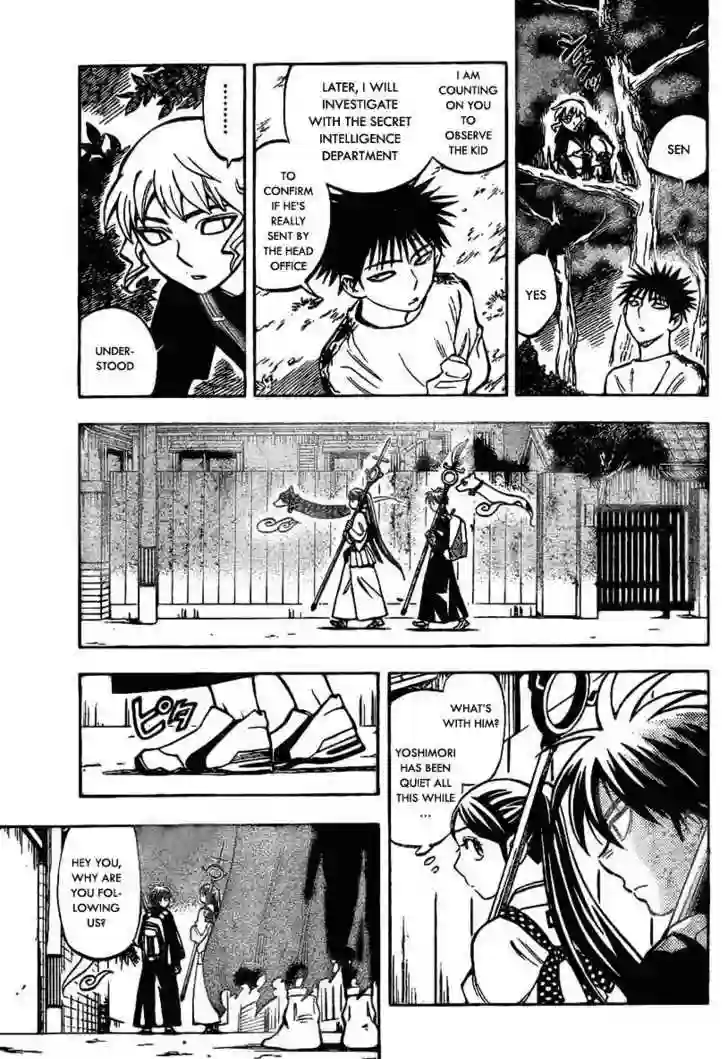 SEN
YES
I AM
COUNTING
ON YOU
TO
OBSERVE
THE KID
LATER, I WILL
INVESTIGATE
WITH THE SECRET
INTELLIGENCE
DEPARTMENT
TO
CONFIRM
IF HE'S
REALLY
SENT BY
THE HEAD
OFFICE
.........
UNDER-
STOOD
WHAT'S
WITH HIM?
YOSHIMORI
HAS BEEN
QUIET ALL
THIS WHILE
...
ピタ
HEY YOU,
WHY ARE
YOU FOL-
LOWING
US?